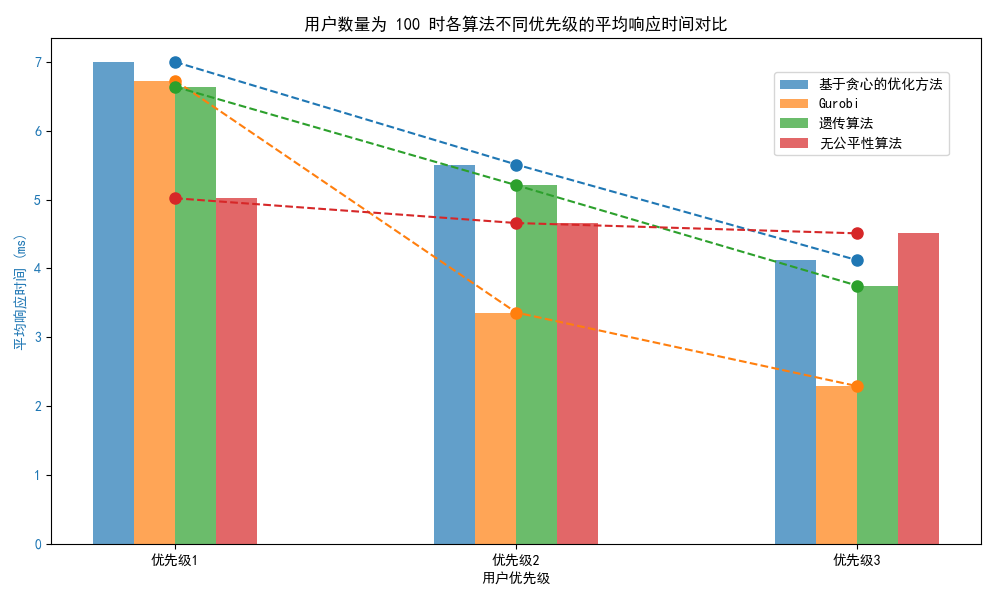 用户数量为 100 时各算法不同优先级的平均响应时间对比
基于贪心的优化方法
Gurobi
遗传算法
无公平性算法
平均响应时间 (ms)
7
6
5
4
3
2
1
0
优先级1
优先级2
优先级3
用户优先级